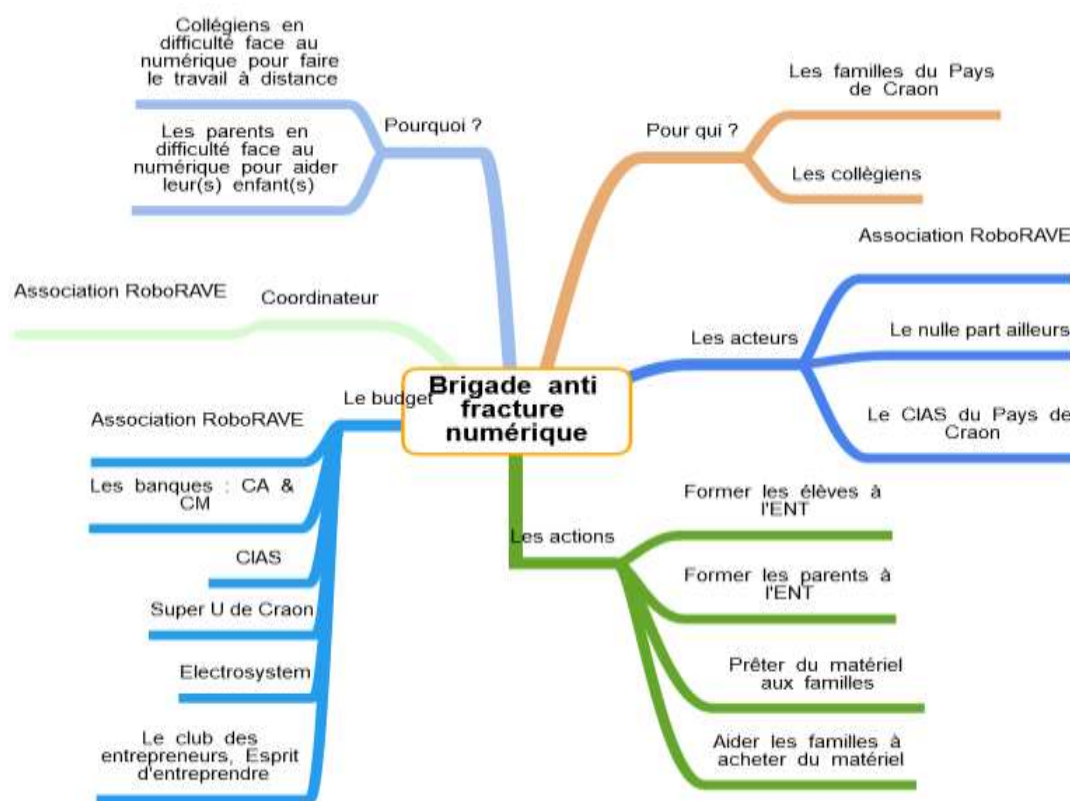 Collégiens en
difficulté face au
numérique pour faire
le travail à distance
Pourquoi ?
Les parents en
difficulté face au
numérique pour aider
leur(s) enfant(s)
Les familles du Pays
de Craon
Pour qui ?
Les collègiens
Association RoboRAVE
Coordinateur
Association RoboRAVE
Les acteurs
Le nulle part ailleurs
Le CIAS du Pays de
Craon
Brigade anti
fracture
numérique
Le budget
Association RoboRAVE
Les banques : CA &
CM
CIAS
Super U de Craon
Electrosystem
Le club des
entrepreneurs, Esprit
d'entreprendre
Les actions
Former les élèves à
l'ENT
Former les parents à
l'ENT
Prêter du matériel
aux familles
Aider les familles à
acheter du matériel